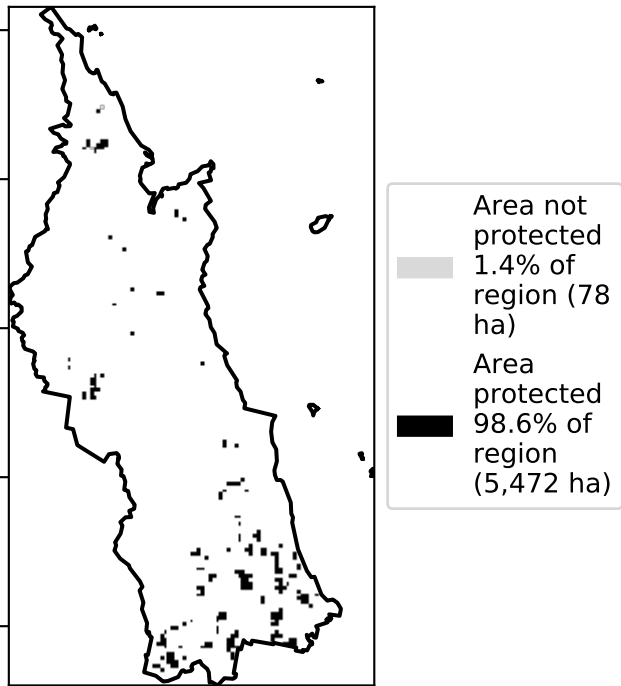 Area not
protected
1.4% of
region (78
ha)
Area
protected
98.6% of
region
(5,472 ha)